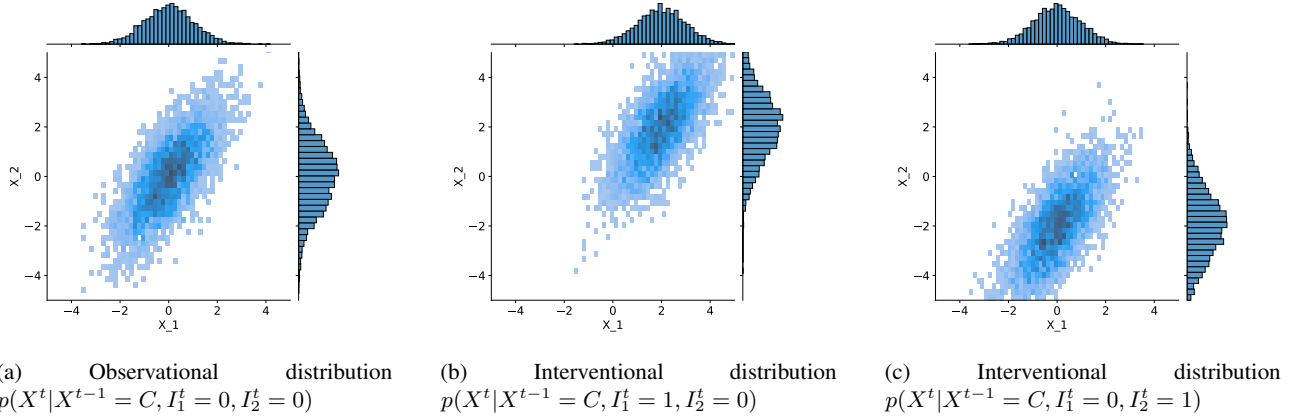 4
2
0
−2
−4
X_2
−4 −2 0 2 4
X_1
4
2
0
−2
−4
X_2
−4 −2 0 2 4
X_1
4
2
0
−2
−4
X_2
−4 −2 0 2 4
X_1
(a) Observational distribution
p(X^t|X^{t−1} = C, I_1^t = 0, I_2^t = 0)
(b) Interventional distribution
p(X^t|X^{t−1} = C, I_1^t = 1, I_2^t = 0)
(c) Interventional distribution
p(X^t|X^{t−1} = C, I_1^t = 0, I_2^t = 1)